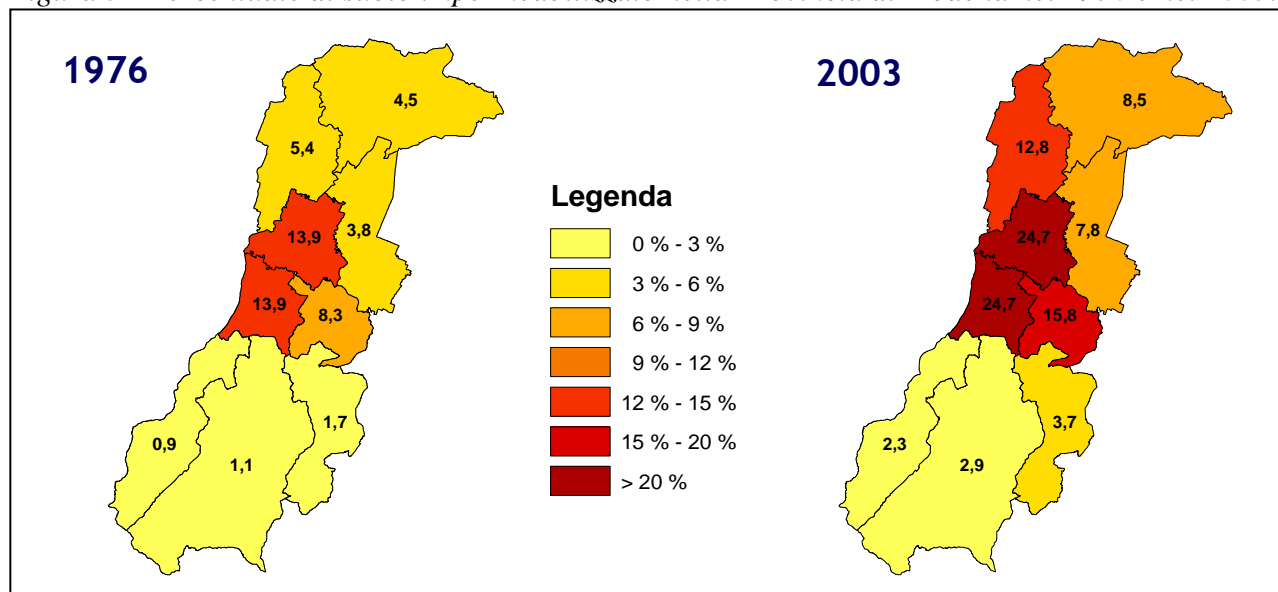 1976
4,5
5,4
3,8
13,9
13,9
8,3
1,7
0,9
1,1
Legenda
0 % - 3 %
3 % - 6 %
6 % - 9 %
9 % - 12 %
12 % - 15 %
15 % - 20 %
> 20 %
2003
8,5
12,8
7,8
24,7
24,7
15,8
3,7
2,3
2,9